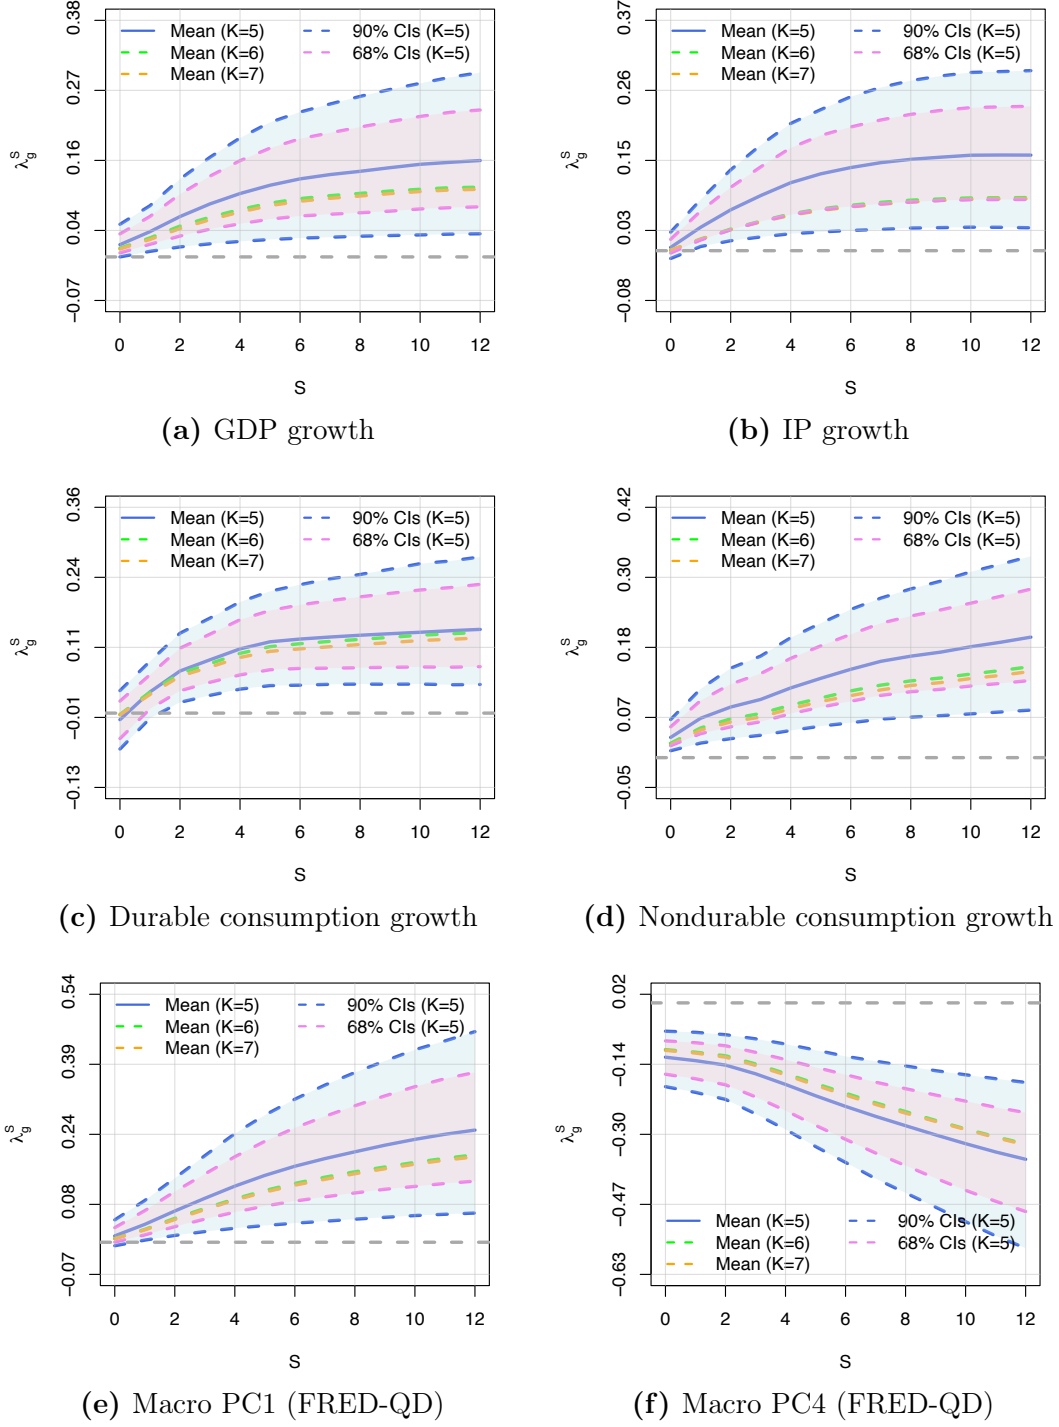 0.38
0.27
0.16
0.04
−0.07
λ_g^S
Mean (K=5)
Mean (K=6)
Mean (K=7)
90% CIs (K=5)
68% CIs (K=5)
0 2 4 6 8 10 12
S
(a) GDP growth
0.37
0.26
0.15
0.03
−0.08
λ_g^S
Mean (K=5)
Mean (K=6)
Mean (K=7)
90% CIs (K=5)
68% CIs (K=5)
0 2 4 6 8 10 12
S
(b) IP growth
0.36
0.24
0.11
−0.01
−0.13
λ_g^S
Mean (K=5)
Mean (K=6)
Mean (K=7)
90% CIs (K=5)
68% CIs (K=5)
0 2 4 6 8 10 12
S
(c) Durable consumption growth
0.42
0.30
0.18
0.07
−0.05
λ_g^S
Mean (K=5)
Mean (K=6)
Mean (K=7)
90% CIs (K=5)
68% CIs (K=5)
0 2 4 6 8 10 12
S
(d) Nondurable consumption growth
0.54
0.39
0.24
0.08
−0.07
λ_g^S
Mean (K=5)
Mean (K=6)
Mean (K=7)
90% CIs (K=5)
68% CIs (K=5)
0 2 4 6 8 10 12
S
(e) Macro PC1 (FRED-QD)
0.02
−0.14
−0.30
−0.47
−0.63
λ_g^S
Mean (K=5)
Mean (K=6)
Mean (K=7)
90% CIs (K=5)
68% CIs (K=5)
0 2 4 6 8 10 12
S
(f) Macro PC4 (FRED-QD)